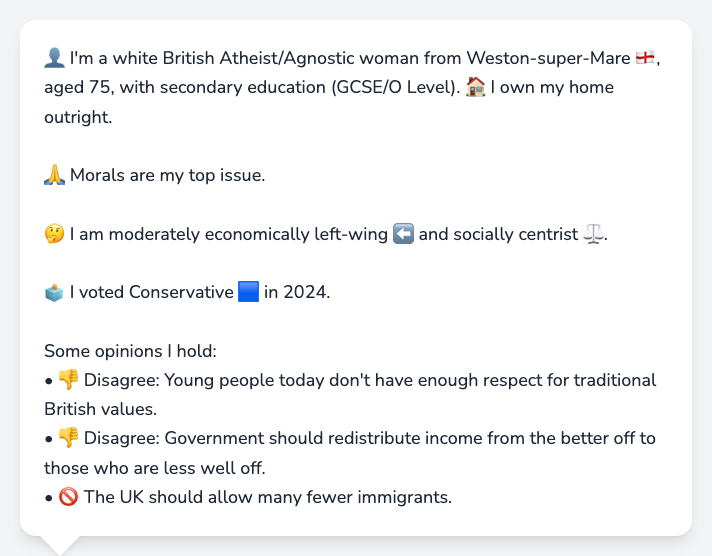 👤 I'm a white British Atheist/Agnostic woman from Weston-super-Mare 🏴󠁧󠁢󠁥󠁮󠁧󠁿,
aged 75, with secondary education (GCSE/O Level). 🏠 I own my home
outright.
🙏 Morals are my top issue.
🤔 I am moderately economically left-wing ⬅️ and socially centrist ⚖️.
🗳️ I voted Conservative 🟦 in 2024.
Some opinions I hold:
• 👎 Disagree: Young people today don't have enough respect for traditional
British values.
• 👎 Disagree: Government should redistribute income from the better off to
those who are less well off.
• 🚫 The UK should allow many fewer immigrants.